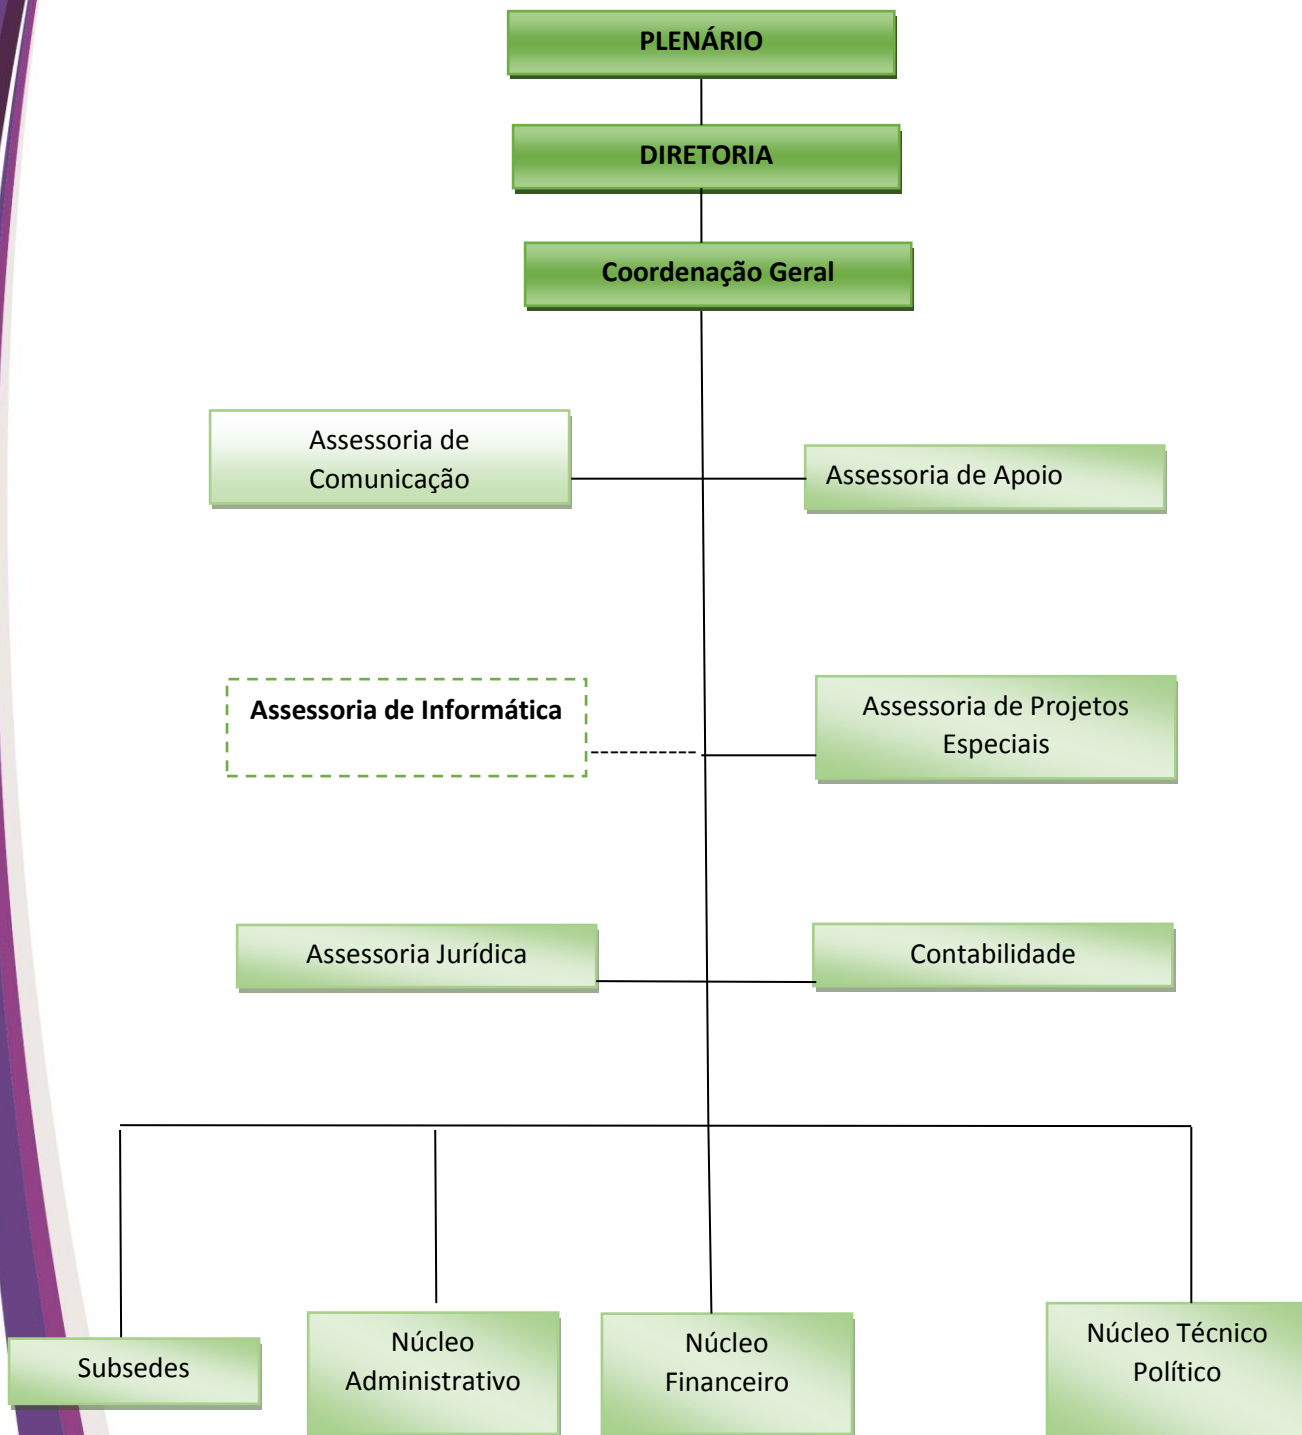 PLENÁRIO
DIRETORIA
Coordenação Geral
Assessoria de
Comunicação
Assessoria de Apoio
Assessoria de Informática
Assessoria de Projetos
Especiais
Assessoria Jurídica
Contabilidade
Subsedes
Núcleo
Administrativo
Núcleo
Financeiro
Núcleo Técnico
Político